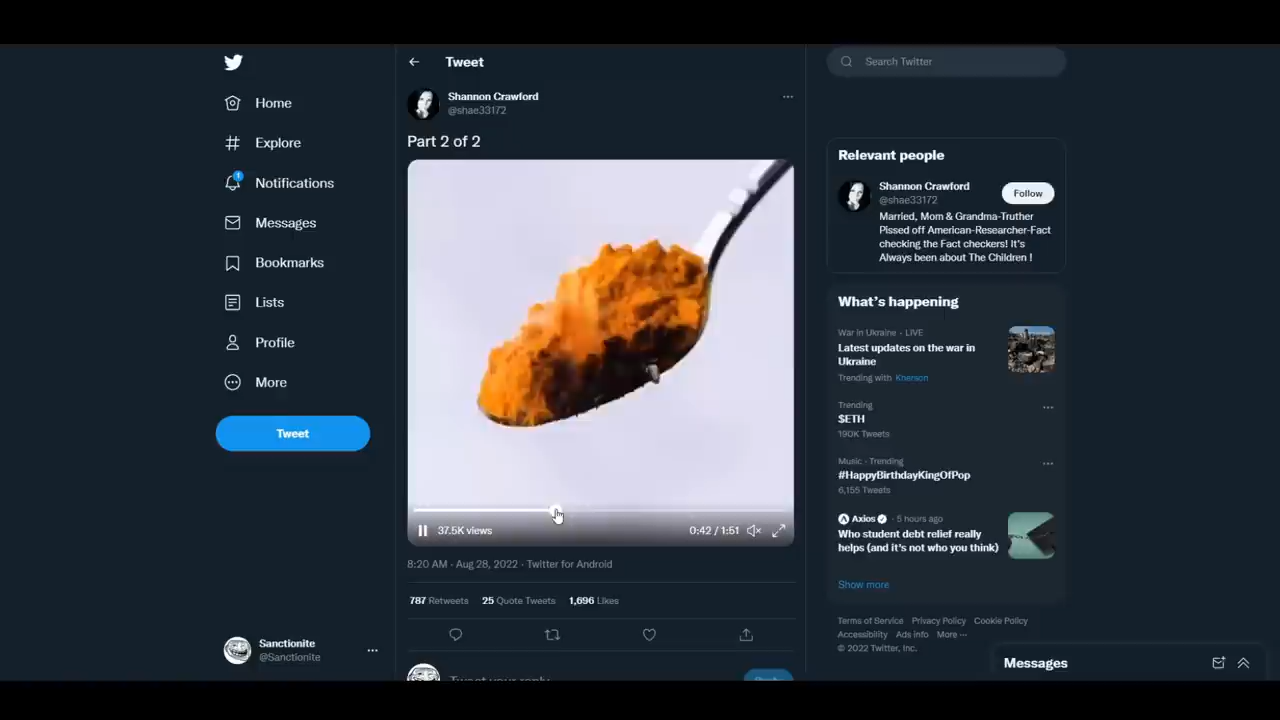 Home
Explore
Notifications
Messages
Bookmarks
Lists
Profile
More
Tweet
Sanctionite
@Sanctionite
Tweet
Shannon Crawford
@shae33172
Part 2 of 2
37.5K views
0:42 / 1:51
8:20 AM · Aug 28, 2022 · Twitter for Android
787 Retweets 25 Quote Tweets 1,696 Likes
Tweet your reply
Search Twitter
Relevant people
Shannon Crawford
@shae33172
Follow
Married, Mom & Grandma-Truther
Pissed off American-Researcher-Fact
checking the Fact checkers! It's
Always been about The Children !
What's happening
War in Ukraine · LIVE
Latest updates on the war in
Ukraine
Trending with Kherson
Trending
$ETH
190K Tweets
Music · Trending
#HappyBirthdayKingOfPop
6,155 Tweets
Axios · 5 hours ago
Who student debt relief really
helps (and it's not who you think)
Show more
Terms of Service Privacy Policy Cookie Policy
Accessibility Ads info More ···
© 2022 Twitter, Inc.
Messages